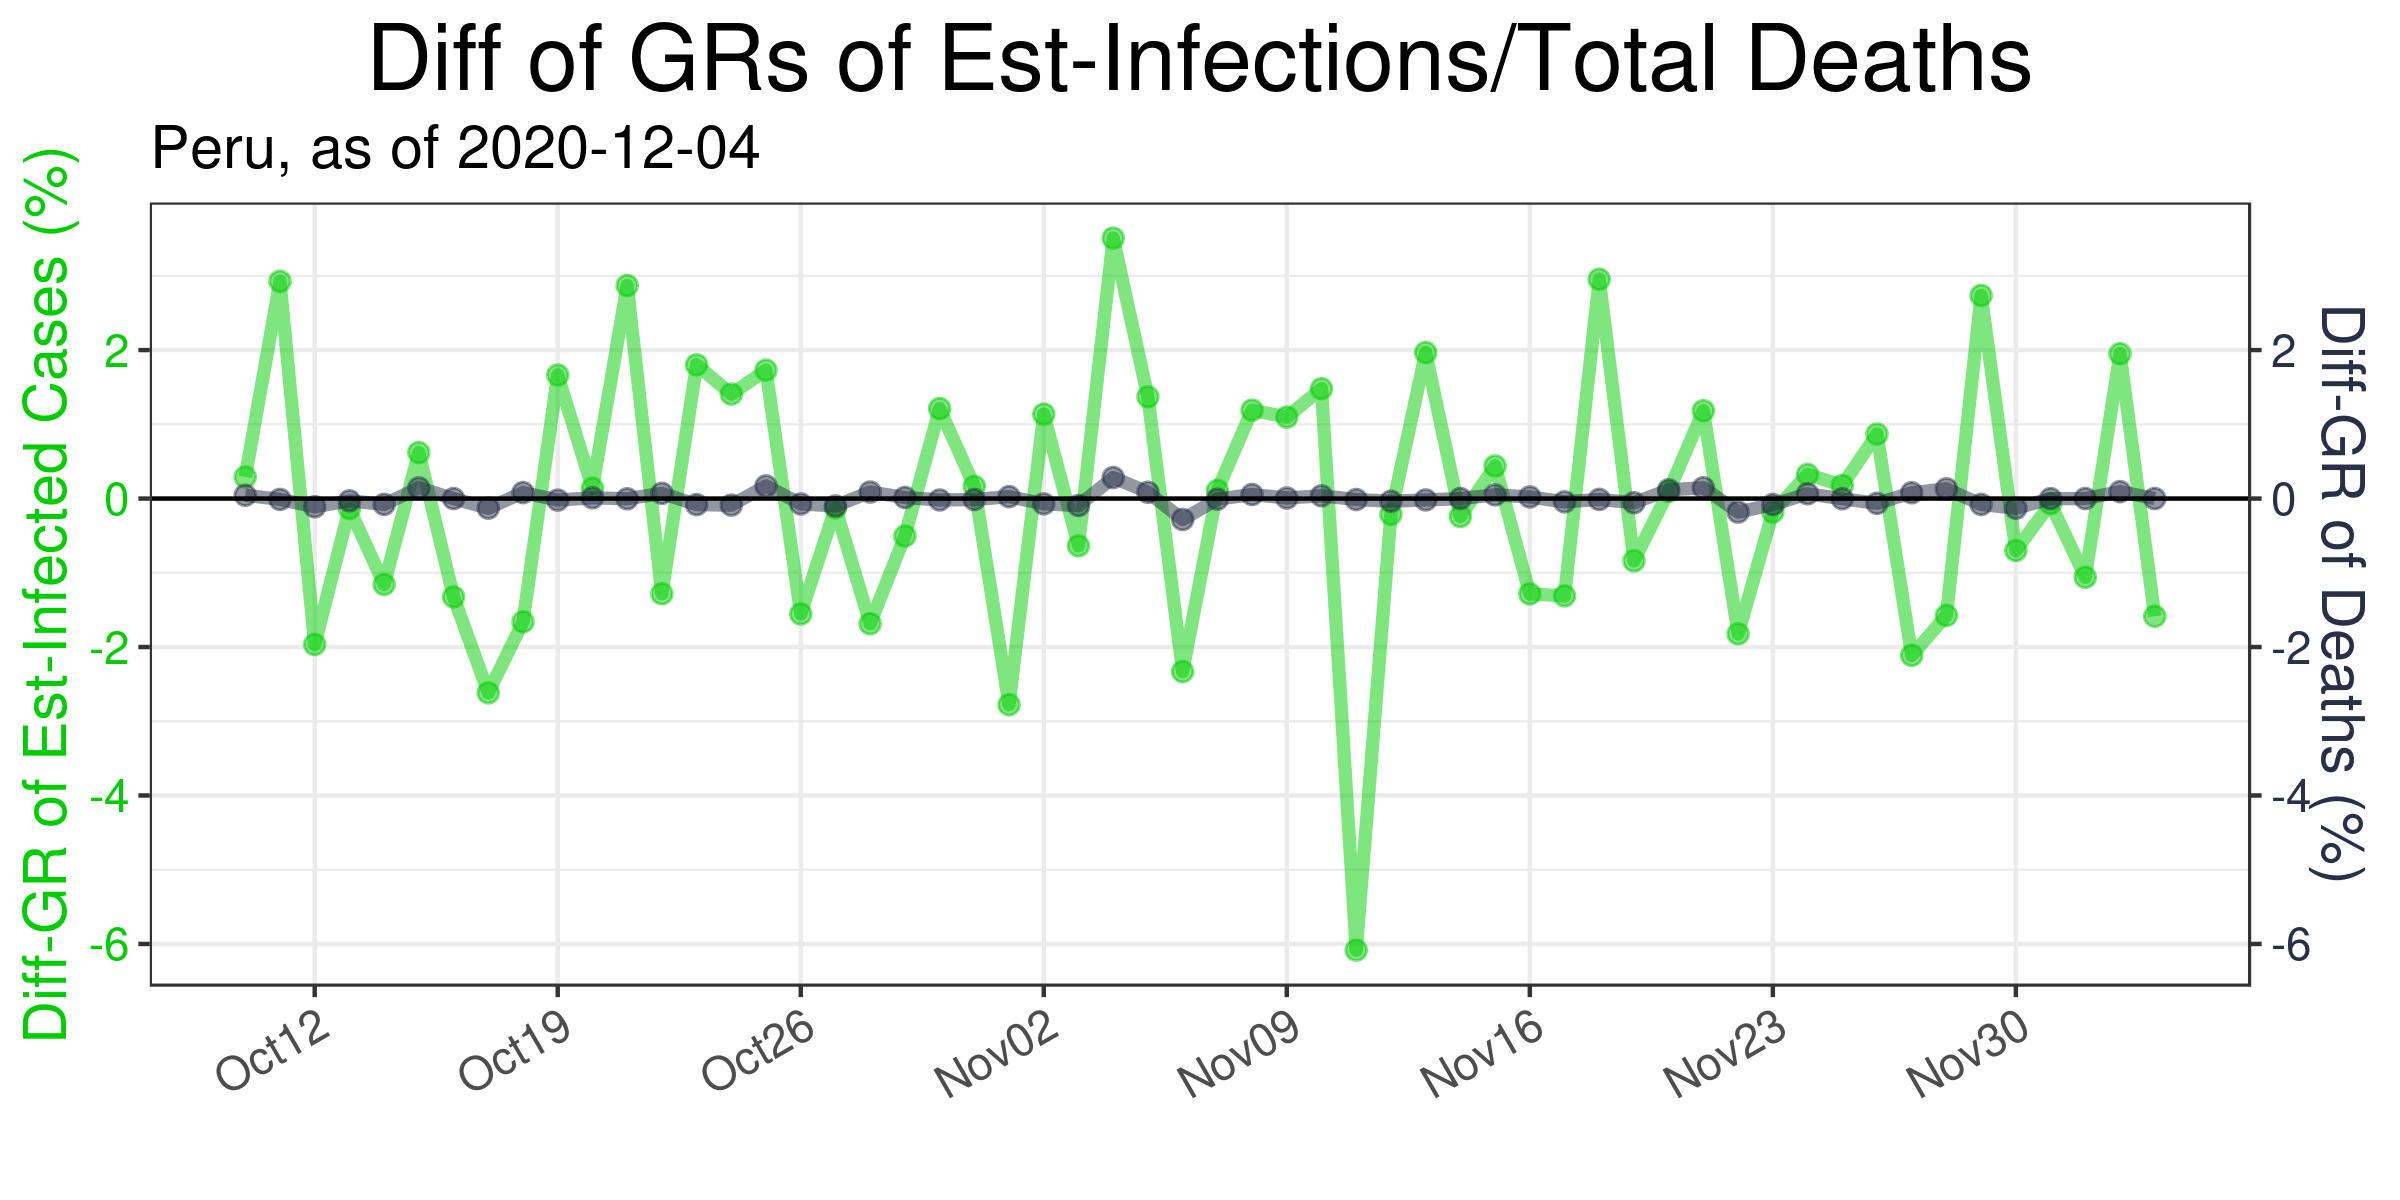 Diff of GRs of Est-Infections/Total Deaths
Peru, as of 2020-12-04
Diff-GR of Est-Infected Cases (%)
2
0
-2
-4
-6
2
0
-2
-4
-6
Diff-GR of Deaths (%)
Oct12
Oct19
Oct26
Nov02
Nov09
Nov16
Nov23
Nov30